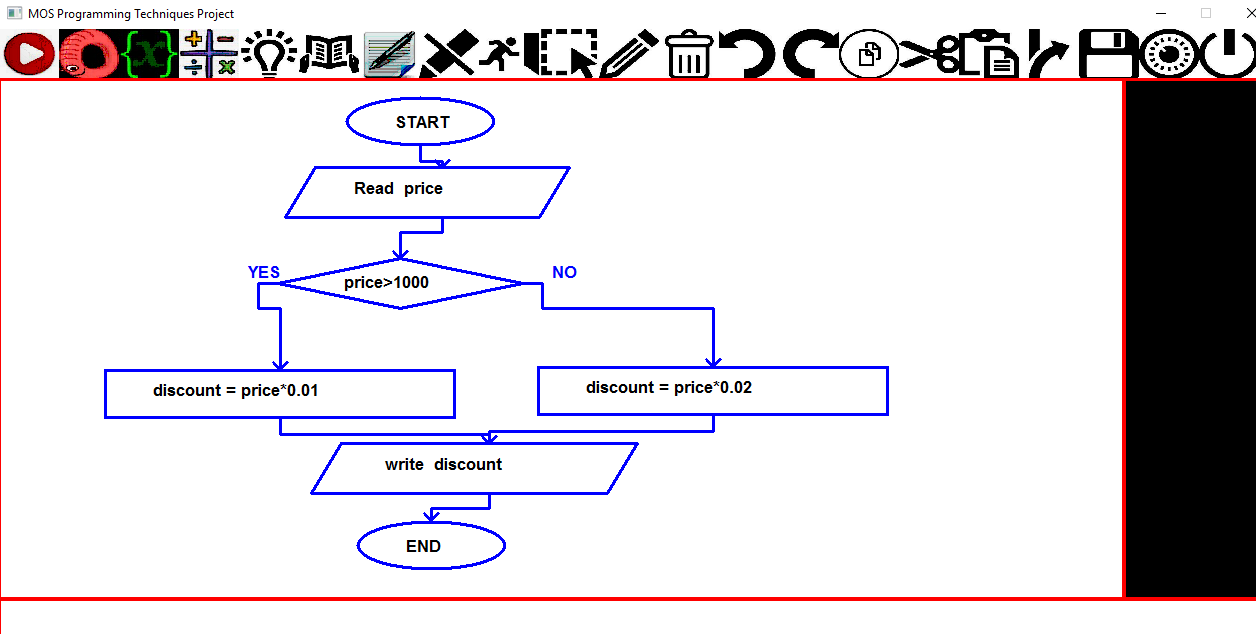 MOS Programming Techniques Project
START
Read price
YES
NO
price>1000
discount = price*0.01
discount = price*0.02
write discount
END